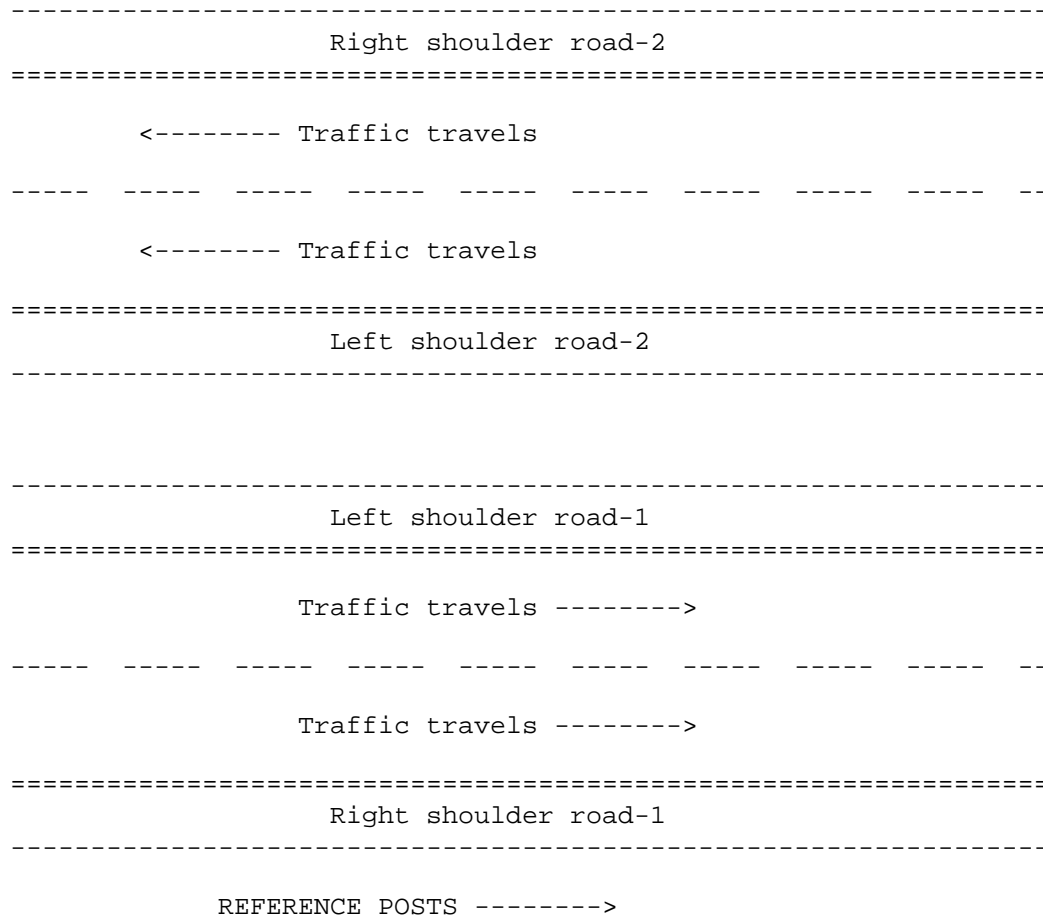 Right shoulder road-2
<-------- Traffic travels
<-------- Traffic travels
Left shoulder road-2
Left shoulder road-1
Traffic travels -------->
Traffic travels -------->
Right shoulder road-1
REFERENCE POSTS -------->